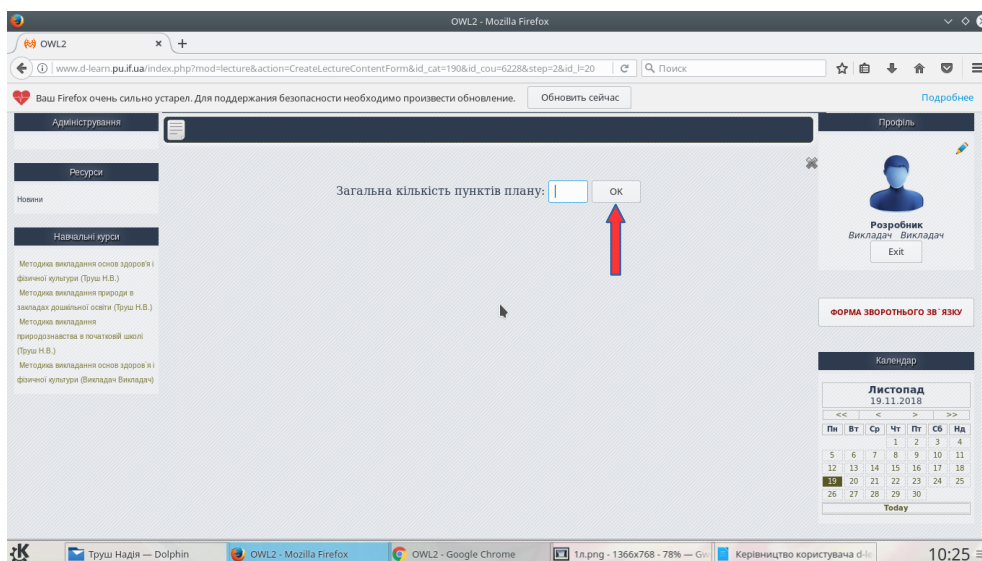 OWL2 - Mozilla Firefox
OWL2
www.d-learn.pu.if.ua/index.php?mod=lecture&action=CreateLectureContentForm&id_cat=190&id_cou=6228&step=2&id_l=20
Поиск
Ваш Firefox очень сильно устарел. Для поддержания безопасности необходимо произвести обновление.
Обновить сейчас
Подробнее
Адміністрування
Ресурси
Новини
Навчальні курси
Методика викладання основ здоров'я і
фізичної культури (Труш Н.В.)
Методика викладання природи в
закладах дошкільної освіти (Труш Н.В.)
Методика викладання
природознавства в початковій школі
(Труш Н.В.)
Методика викладання основ здоров`я і
фізичної культури (Викладач Викладач)
Загальна кількість пунктів плану:
ОК
Профіль
Розробник
Викладач Викладач
Exit
ФОРМА ЗВОРОТНЬОГО ЗВ`ЯЗКУ
Календар
Листопад
19.11.2018
<< < > >>
Пн Вт Ср Чт Пт Сб Нд
1 2 3 4
5 6 7 8 9 10 11
12 13 14 15 16 17 18
19 20 21 22 23 24 25
26 27 28 29 30
Today
Труш Надія — Dolphin
OWL2 - Mozilla Firefox
OWL2 - Google Chrome
1л.png - 1366x768 - 78% — Gw
Керівництво користувача d-le
10:25